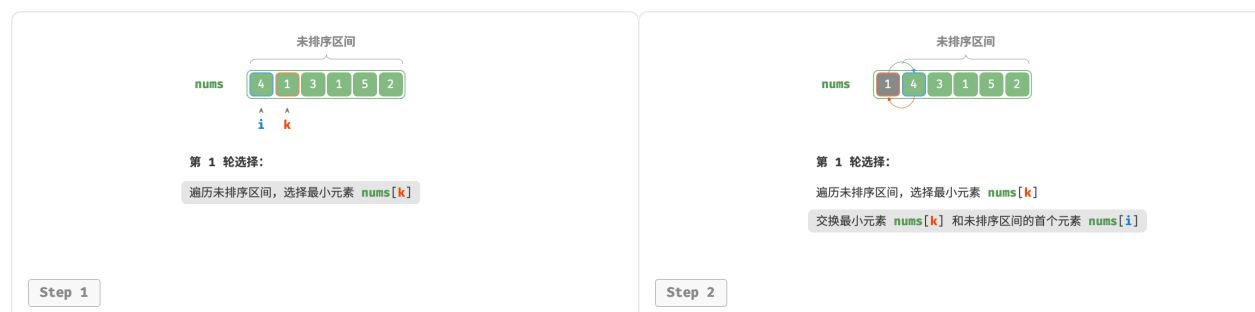 未排序区间
nums 4 1 3 1 5 2
i k
第 1 轮选择：
遍历未排序区间，选择最小元素 nums[k]
Step 1
未排序区间
nums 1 4 3 1 5 2
第 1 轮选择：
遍历未排序区间，选择最小元素 nums[k]
交换最小元素 nums[k] 和未排序区间的首个元素 nums[i]
Step 2